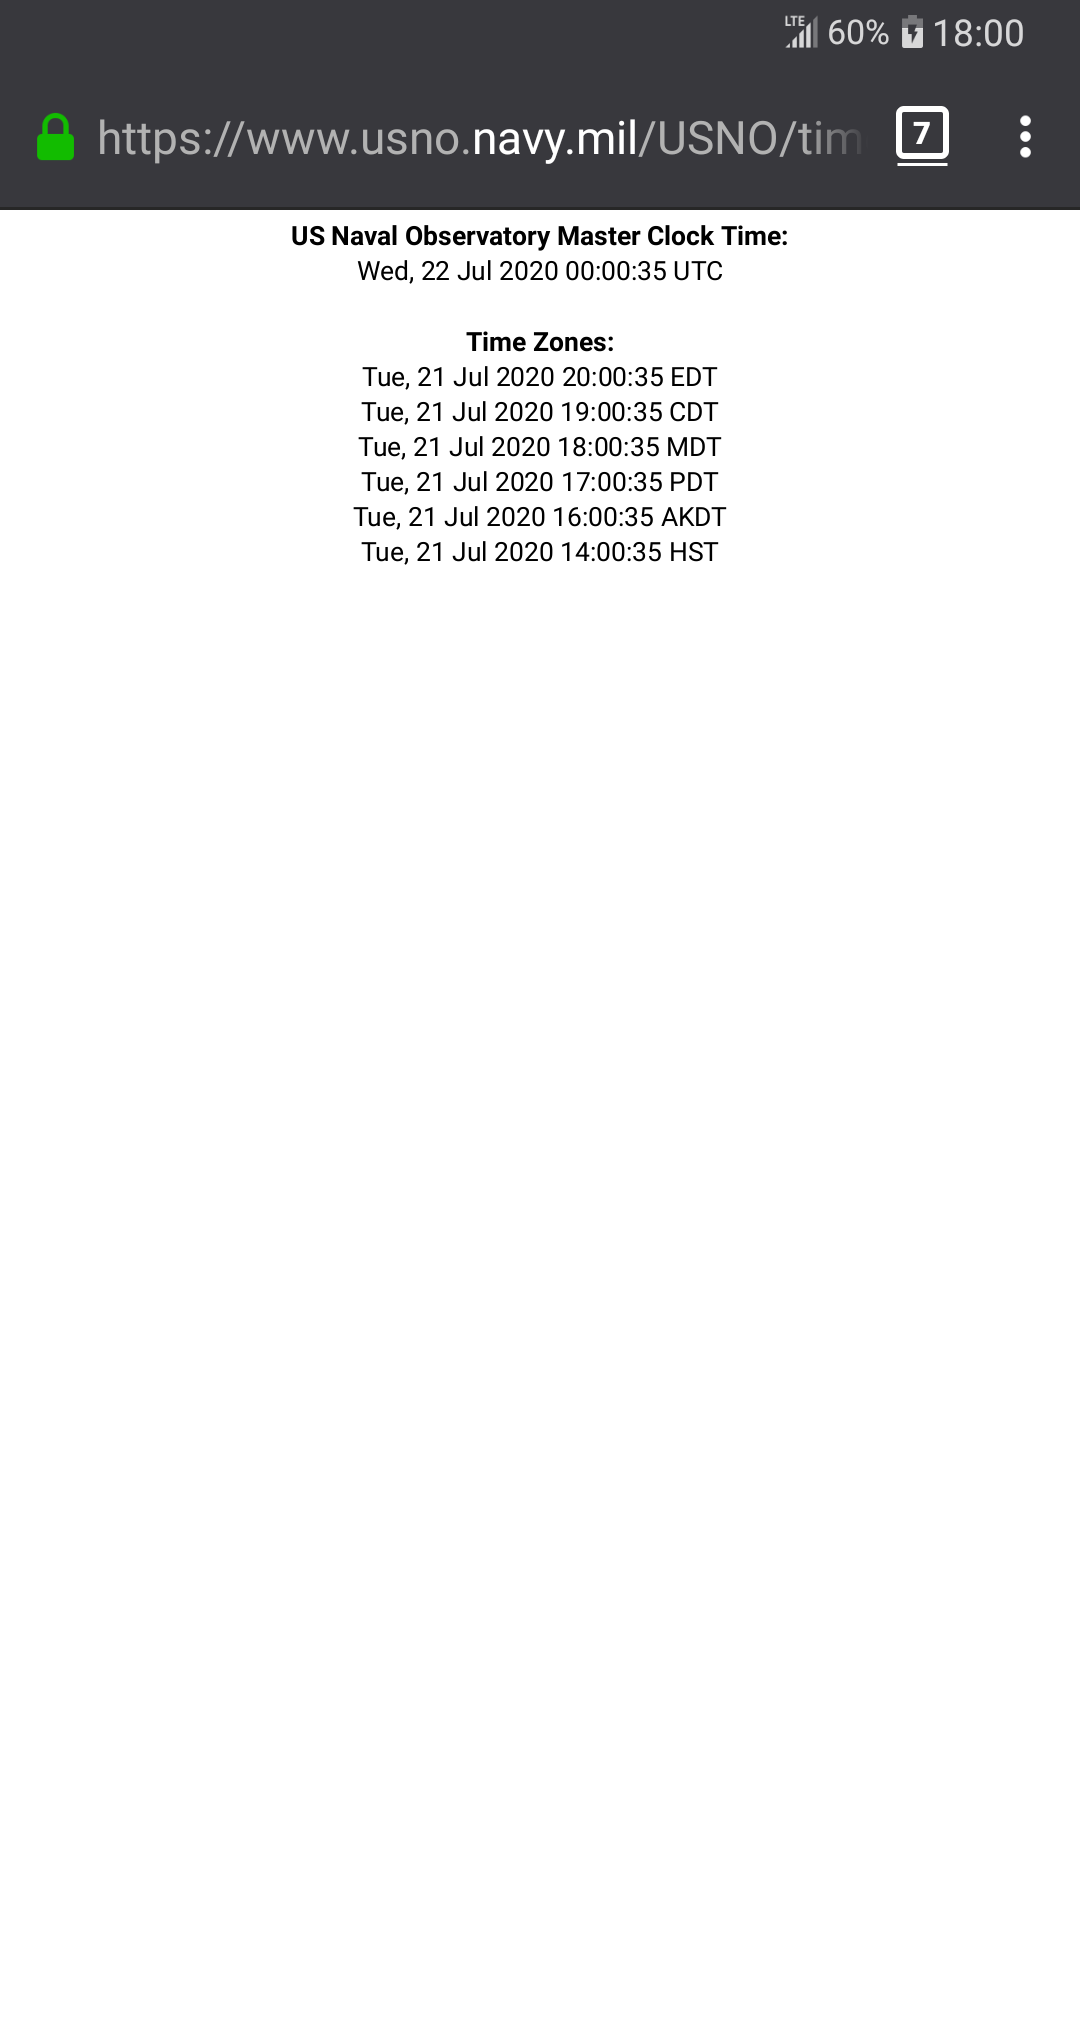 LTE 60% 18:00
https://www.usno.navy.mil/USNO/tim 7
US Naval Observatory Master Clock Time:
Wed, 22 Jul 2020 00:00:35 UTC
Time Zones:
Tue, 21 Jul 2020 20:00:35 EDT
Tue, 21 Jul 2020 19:00:35 CDT
Tue, 21 Jul 2020 18:00:35 MDT
Tue, 21 Jul 2020 17:00:35 PDT
Tue, 21 Jul 2020 16:00:35 AKDT
Tue, 21 Jul 2020 14:00:35 HST